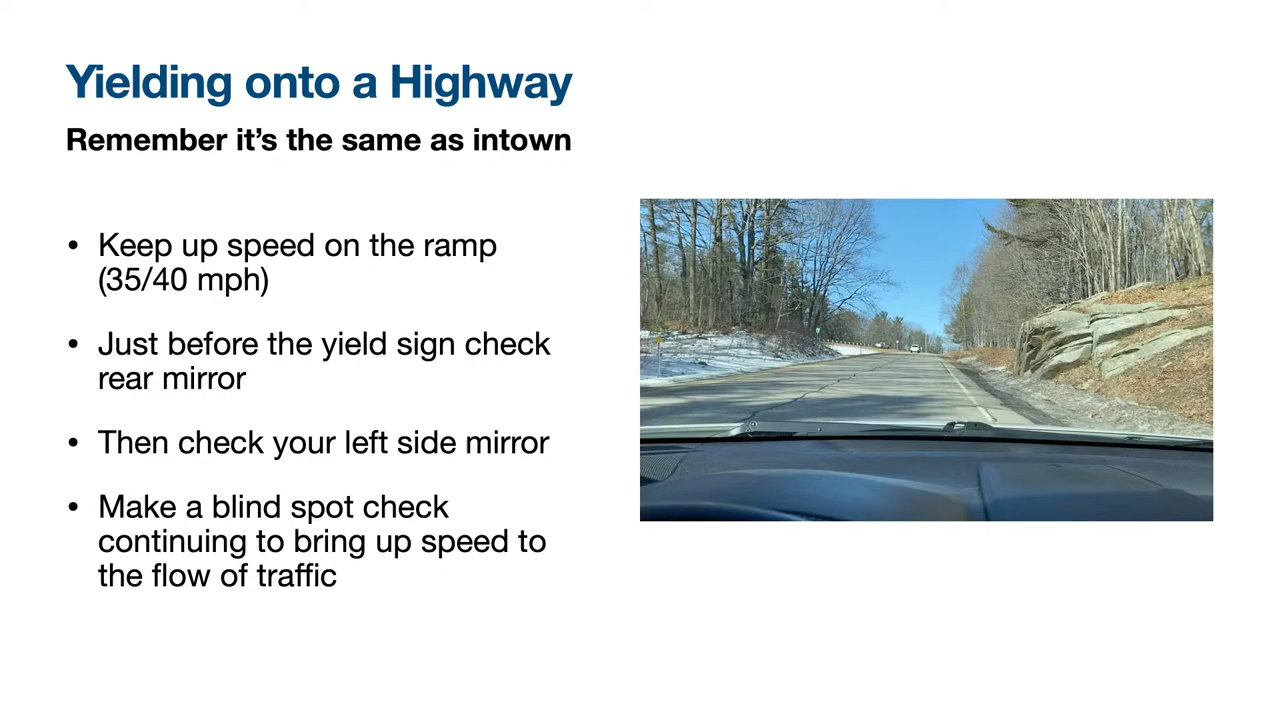 Yielding onto a Highway
Remember it’s the same as intown
• Keep up speed on the ramp
(35/40 mph)
• Just before the yield sign check
rear mirror
• Then check your left side mirror
• Make a blind spot check
continuing to bring up speed to
the flow of traffic